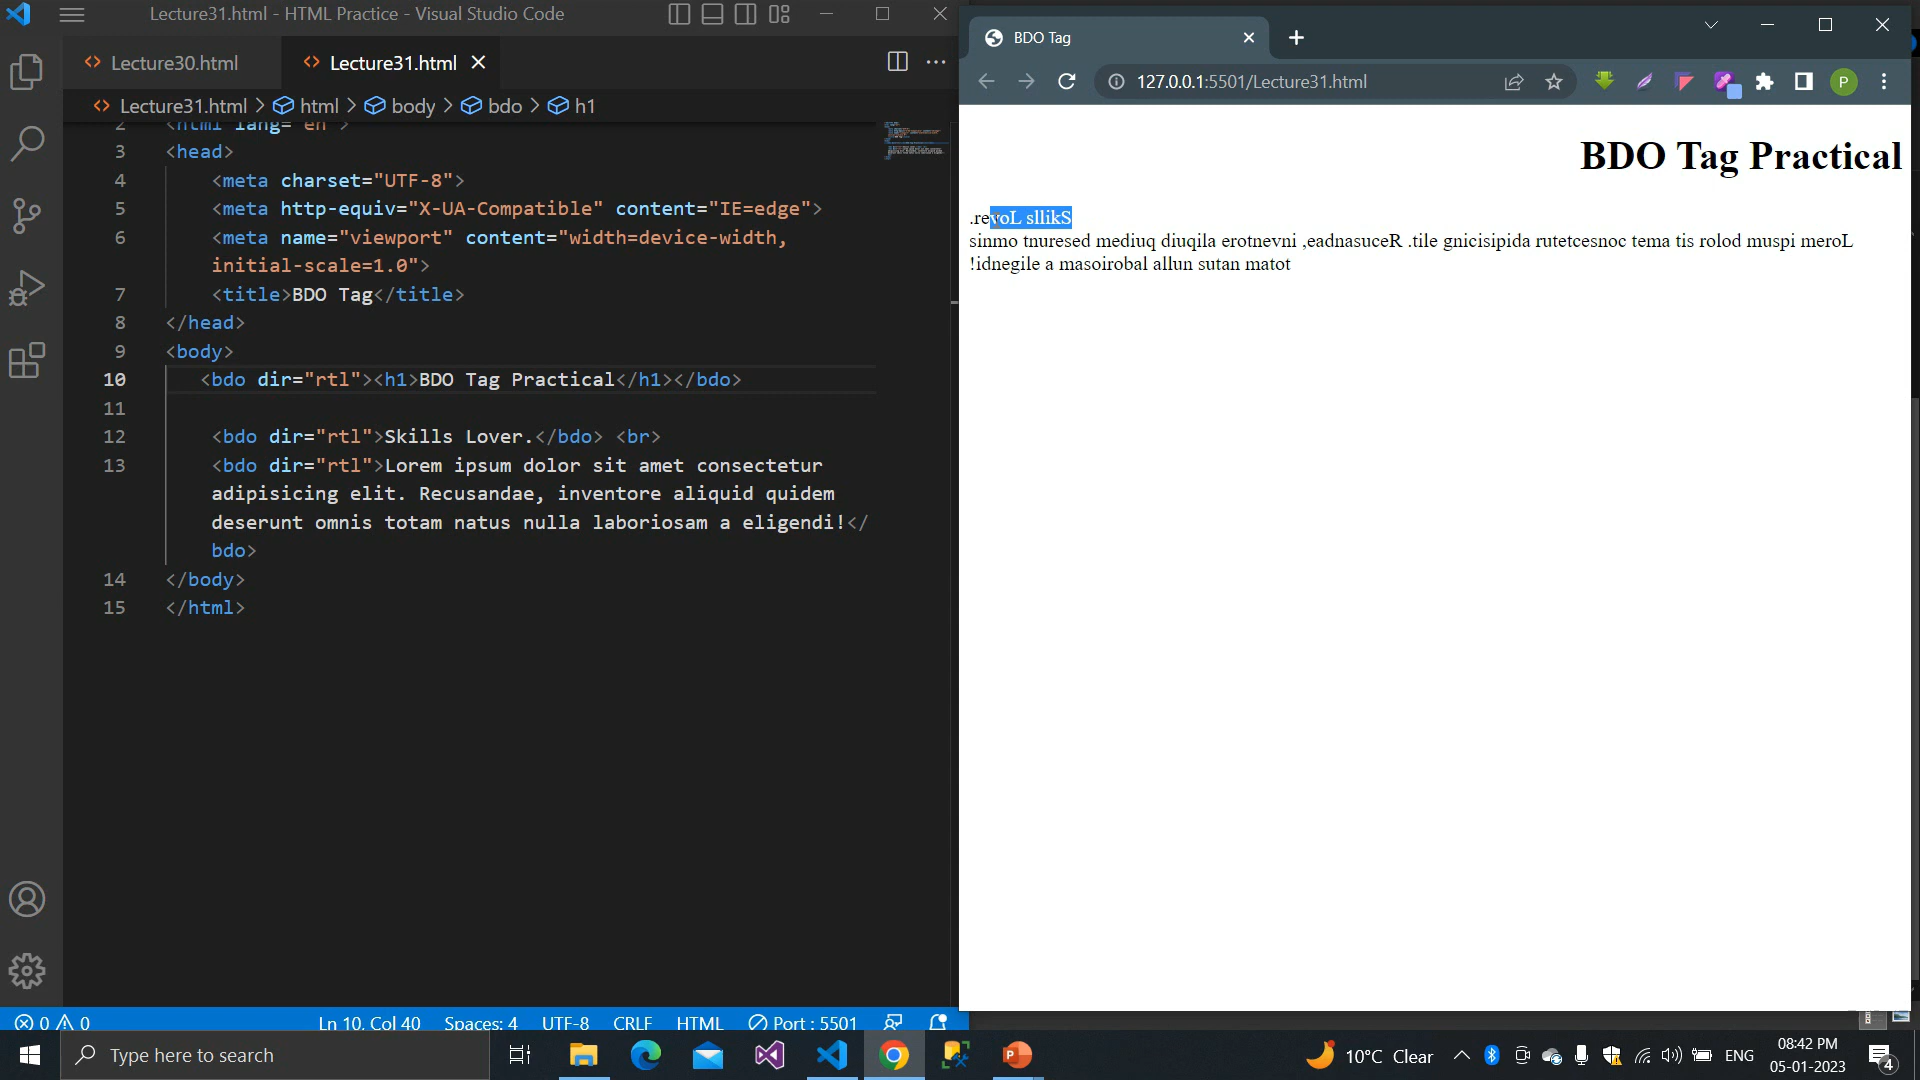 Lecture31.html - HTML Practice - Visual Studio Code
Lecture30.html
Lecture31.html
Lecture31.html > html > body > bdo > h1
2 <html lang="en">
3 <head>
4 <meta charset="UTF-8">
5 <meta http-equiv="X-UA-Compatible" content="IE=edge">
6 <meta name="viewport" content="width=device-width,
initial-scale=1.0">
7 <title>BDO Tag</title>
8 </head>
9 <body>
10 <bdo dir="rtl"><h1>BDO Tag Practical</h1></bdo>
11
12 <bdo dir="rtl">Skills Lover.</bdo> <br>
13 <bdo dir="rtl">Lorem ipsum dolor sit amet consectetur
adipisicing elit. Recusandae, inventore aliquid quidem
deserunt omnis totam natus nulla laboriosam a eligendi!</
bdo>
14 </body>
15 </html>
0 0
Ln 10, Col 40 Spaces: 4 UTF-8 CRLF HTML Port : 5501
BDO Tag
127.0.0.1:5501/Lecture31.html
P
BDO Tag Practical
.revoL sllikS
sinmo tnuresed mediuq diuqila erotnevni ,eadnasuceR .tile gnicisipida rutetcesnoc tema tis rolod muspi meroL
!idnegile a masoirobal allun sutan matot
Type here to search
10°C Clear
ENG
08:42 PM
05-01-2023
4